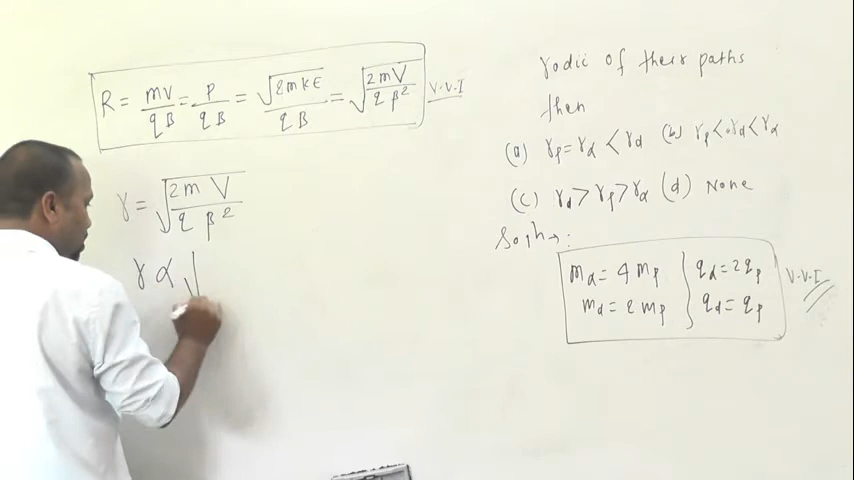 R = mV/qB = P/qB = √2mKE/qB = √(2mV/qB²) V.V.I
r = √(2mV/qB²)
r α √
radii of their paths
then
(a) rp = rα < rd (b) rp < rd < rα
(c) rd > rp > rα (d) None
Soln →:
mα = 4mp } qα = 2qp V.V.I
md = 2mp } qd = qp